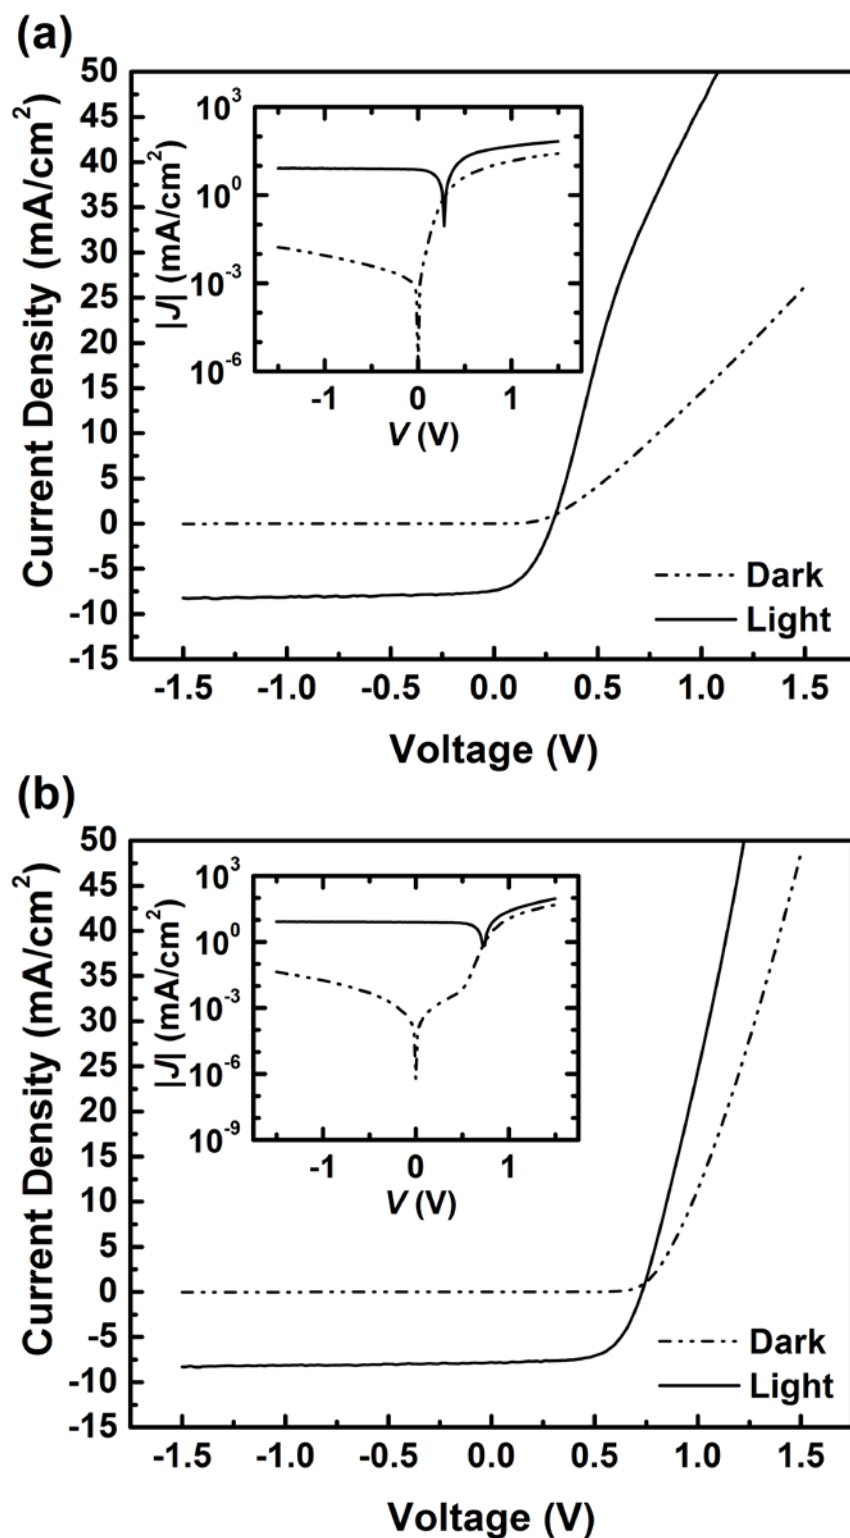 (a)
Current Density (mA/cm²)
50
45
40
35
30
25
20
15
10
5
0
-5
-10
-15
|J| (mA/cm²)
10³
10⁰
10⁻³
10⁻⁶
-1 0 1
V (V)
Dark
Light
-1.5 -1.0 -0.5 0.0 0.5 1.0 1.5
Voltage (V)
(b)
Current Density (mA/cm²)
50
45
40
35
30
25
20
15
10
5
0
-5
-10
-15
|J| (mA/cm²)
10³
10⁰
10⁻³
10⁻⁶
10⁻⁹
-1 0 1
V (V)
Dark
Light
-1.5 -1.0 -0.5 0.0 0.5 1.0 1.5
Voltage (V)